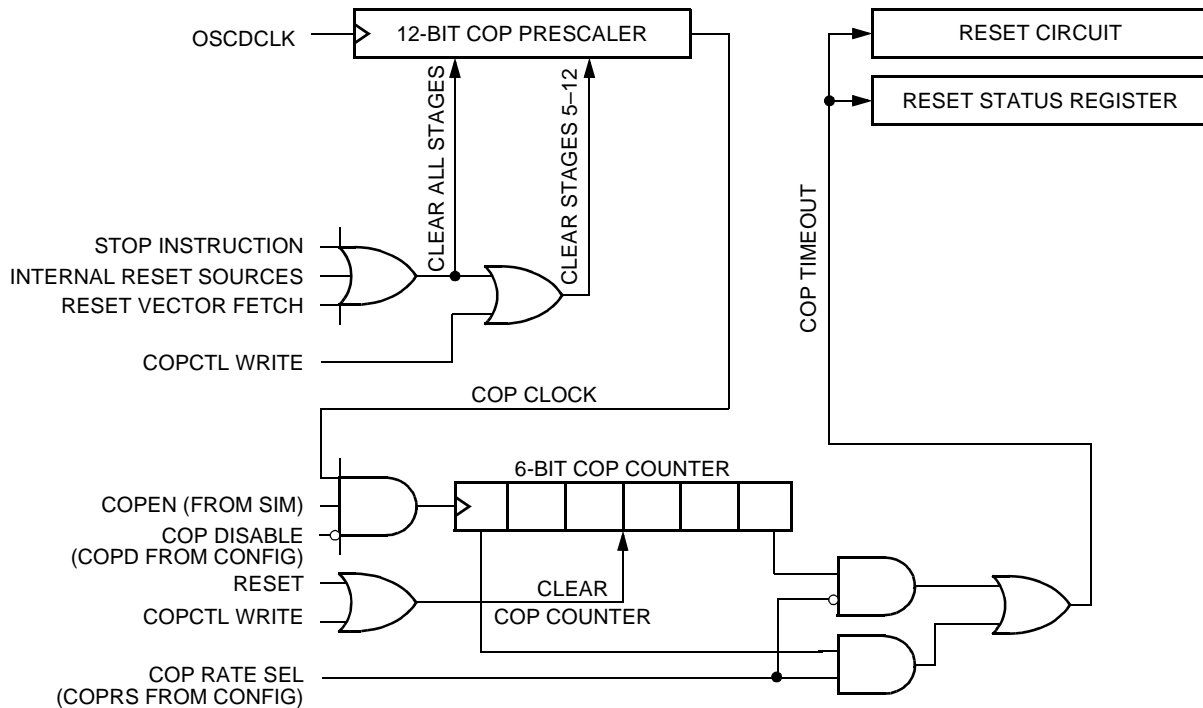 OSCDCLK
12-BIT COP PRESCALER
RESET CIRCUIT
RESET STATUS REGISTER
CLEAR ALL STAGES
CLEAR STAGES 5–12
COP TIMEOUT
STOP INSTRUCTION
INTERNAL RESET SOURCES
RESET VECTOR FETCH
COPCTL WRITE
COP CLOCK
6-BIT COP COUNTER
COPEN (FROM SIM)
COP DISABLE
(COPD FROM CONFIG)
RESET
COPCTL WRITE
CLEAR
COP COUNTER
COP RATE SEL
(COPRS FROM CONFIG)